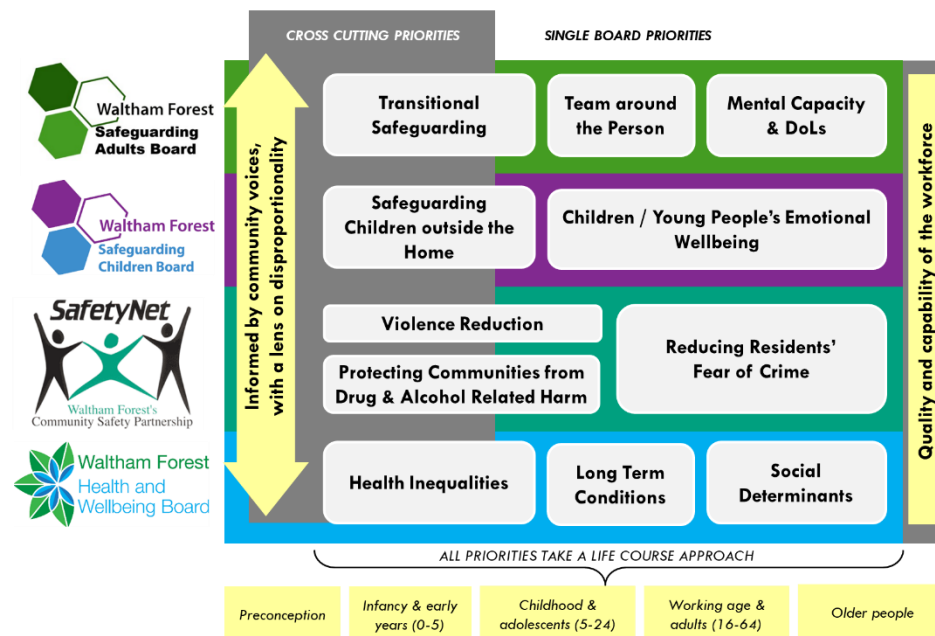 CROSS CUTTING PRIORITIES
SINGLE BOARD PRIORITIES
Waltham Forest
Safeguarding
Adults Board
Transitional
Safeguarding
Team around
the Person
Mental Capacity
& DoLs
Waltham Forest
Safeguarding
Children Board
Safeguarding
Children outside the
Home
Children / Young People's Emotional
Wellbeing
SafetyNet
Waltham Forest's
Community Safety Partnership
Violence Reduction
Protecting Communities from
Drug & Alcohol Related Harm
Reducing Residents'
Fear of Crime
Waltham Forest
Health and
Wellbeing Board
Health Inequalities
Long Term
Conditions
Social
Determinants
Informed by community voices,
with a lens on disproportionality
Quality and capability of the workforce
ALL PRIORITIES TAKE A LIFE COURSE APPROACH
Preconception
Infancy & early
years (0-5)
Childhood &
adolescents (5-24)
Working age &
adults (16-64)
Older people